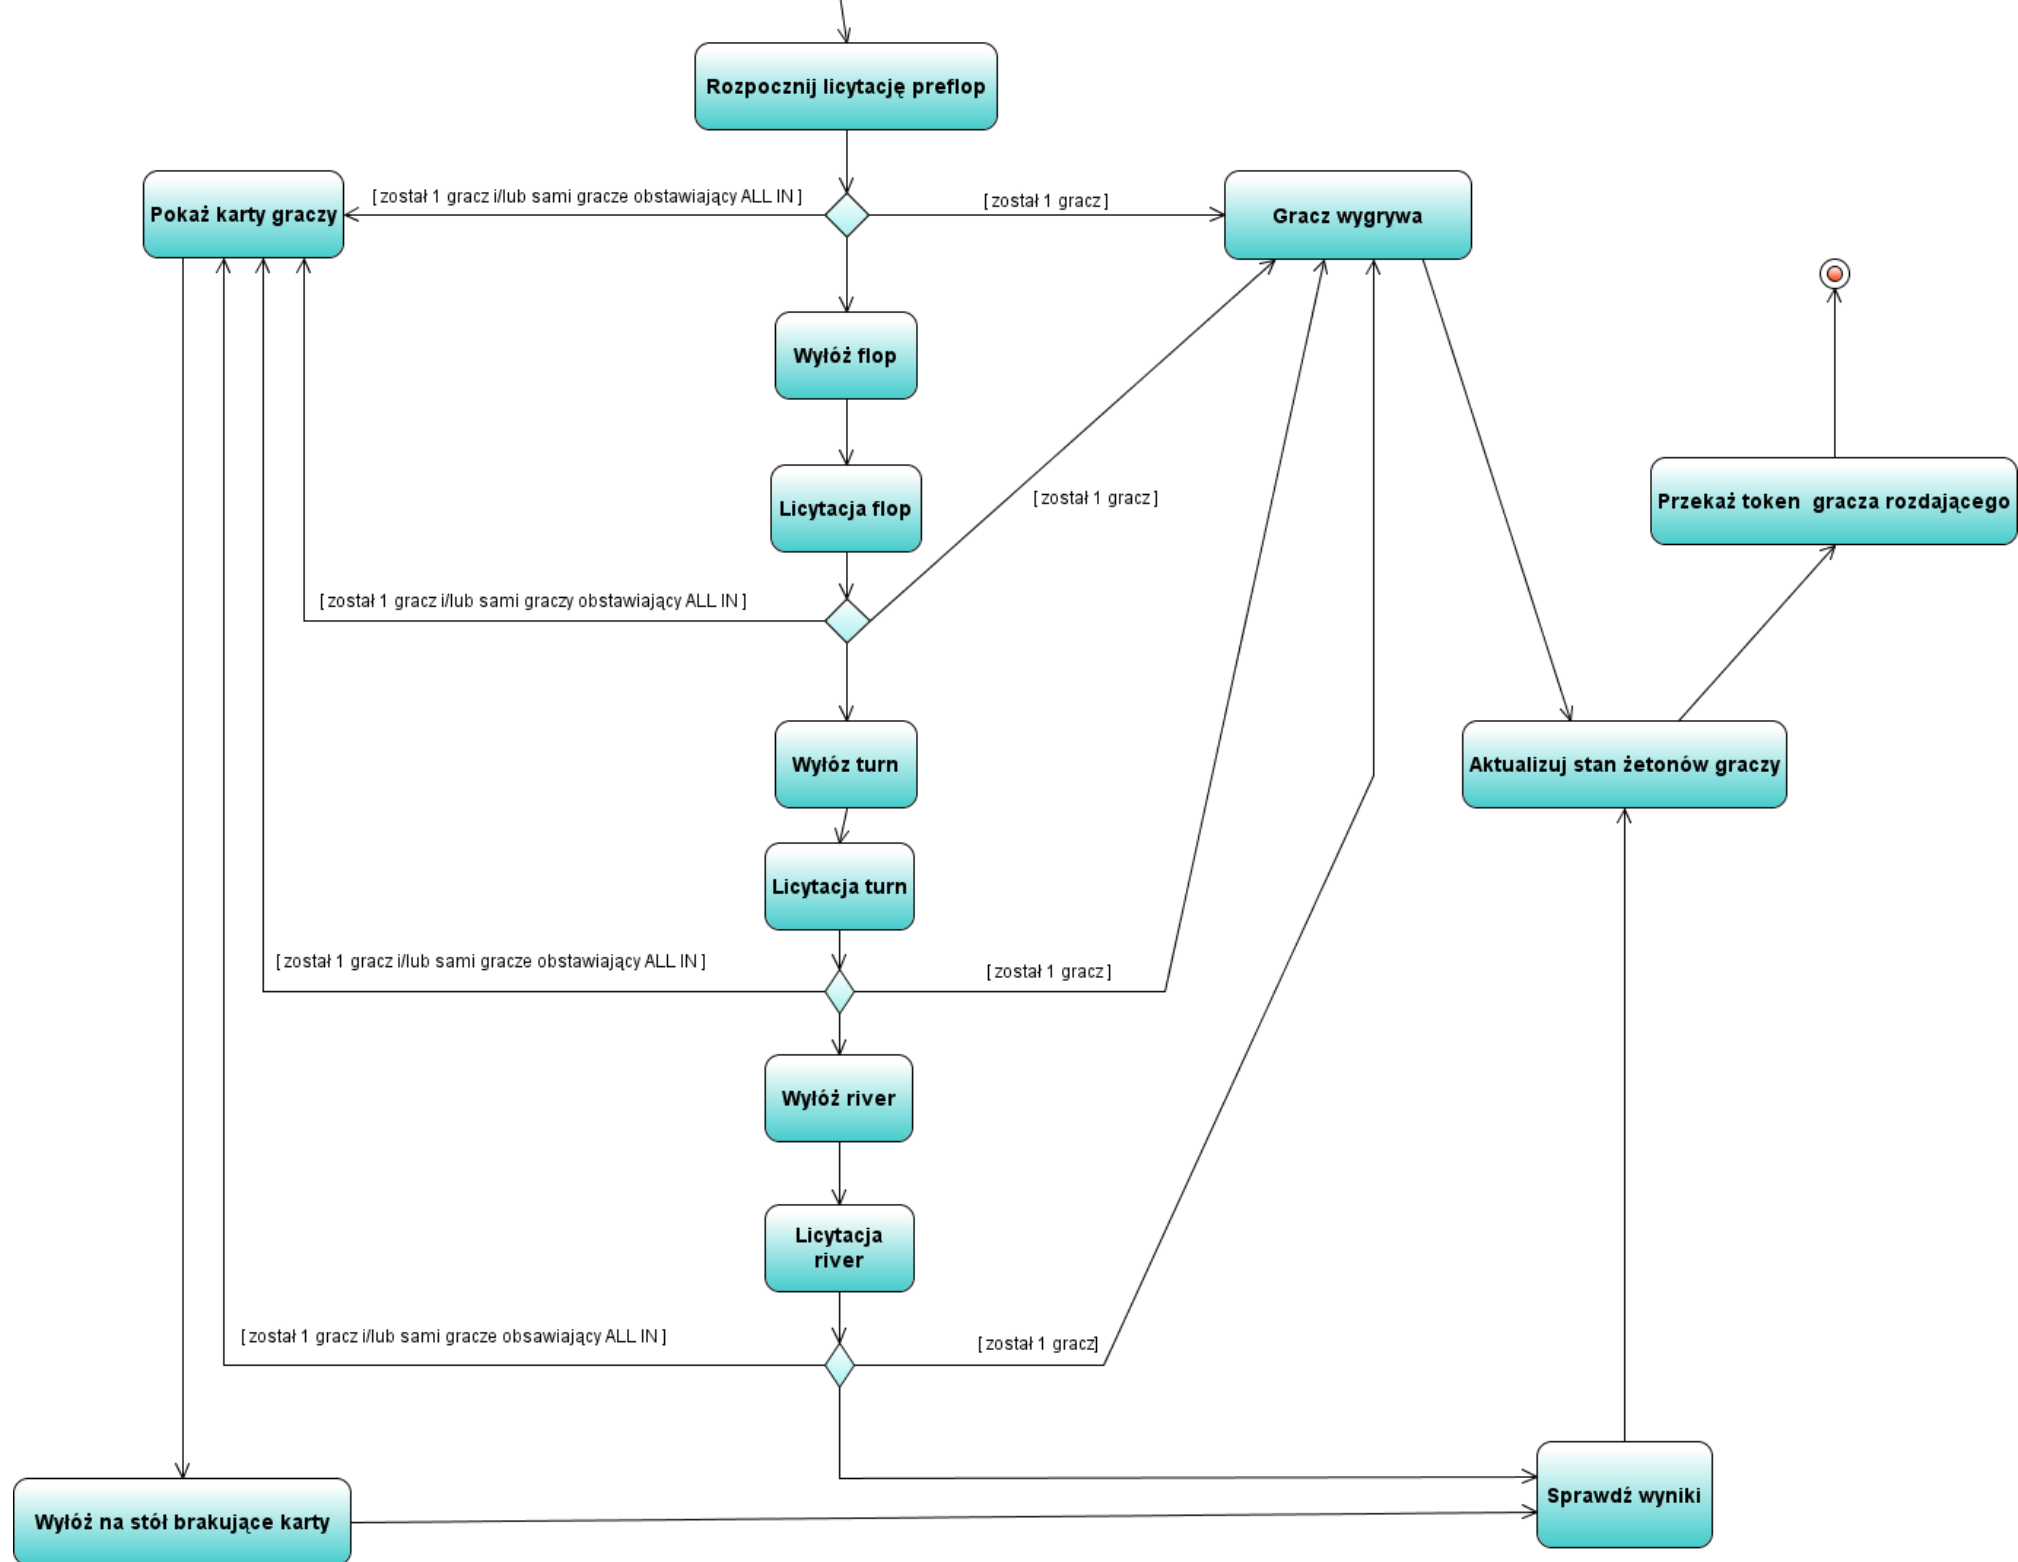 Rozpocznij licytację preflop
[ został 1 gracz i/lub sami gracze obstawiający ALL IN ]
[ został 1 gracz ]
Pokaż karty graczy
Gracz wygrywa
Wyłóż flop
Licytacja flop
[ został 1 gracz ]
Przekaż token  gracza rozdającego
[ został 1 gracz i/lub sami graczy obstawiający ALL IN ]
Wyłóz turn
Aktualizuj stan żetonów graczy
Licytacja turn
[ został 1 gracz i/lub sami gracze obstawiający ALL IN ]
[ został 1 gracz ]
Wyłóż river
Licytacja
river
[ został 1 gracz i/lub sami gracze obsawiający ALL IN ]
[ został 1 gracz]
Sprawdź wyniki
Wyłóż na stół brakujące karty